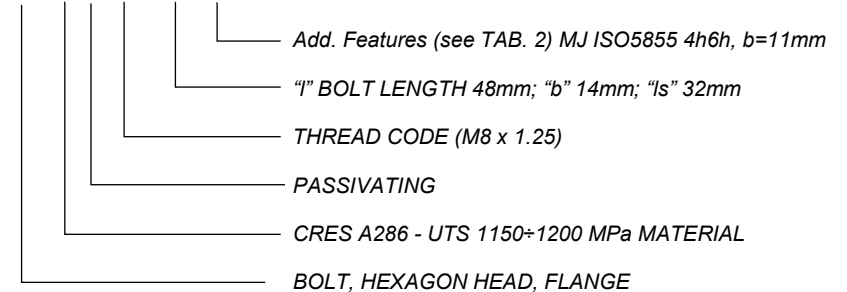 Add. Features (see TAB. 2) MJ ISO5855 4h6h, b=11mm
“l” BOLT LENGTH 48mm; “b” 14mm; “ls” 32mm
THREAD CODE (M8 x 1.25)
PASSIVATING
CRES A286 - UTS 1150÷1200 MPa MATERIAL
BOLT, HEXAGON HEAD, FLANGE